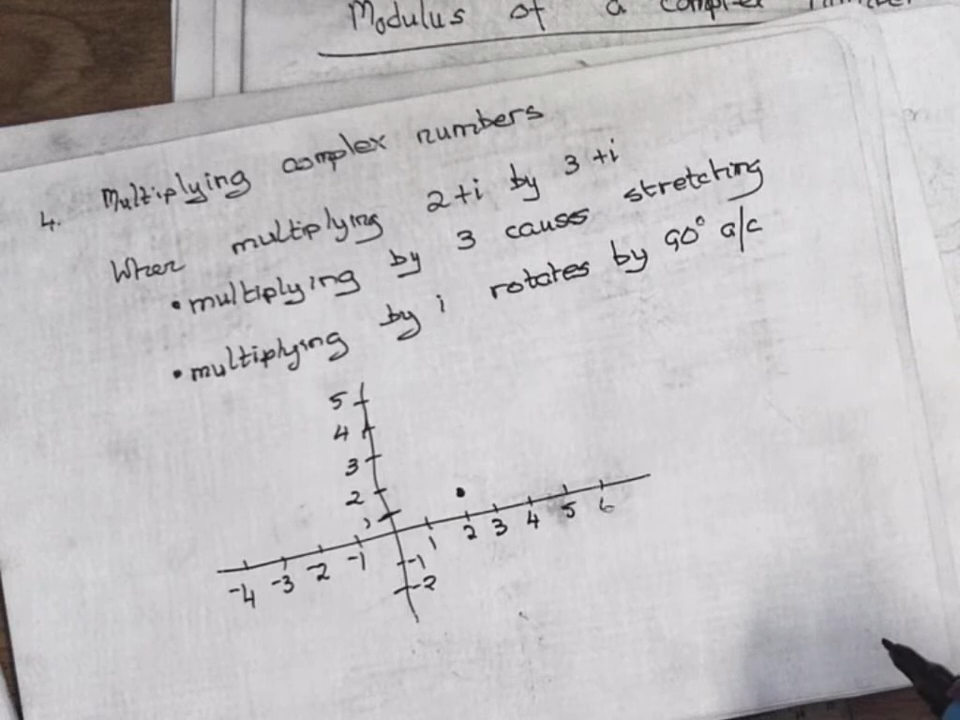 Modulus of a complex number
4. Multiplying complex numbers
When multiplying 2+i by 3+i
• multiplying by 3 causes stretching
• multiplying by i rotates by 90° a/c
5
4
3
2
1
-4 -3 -2 -1 1 2 3 4 5 6
-1
-2